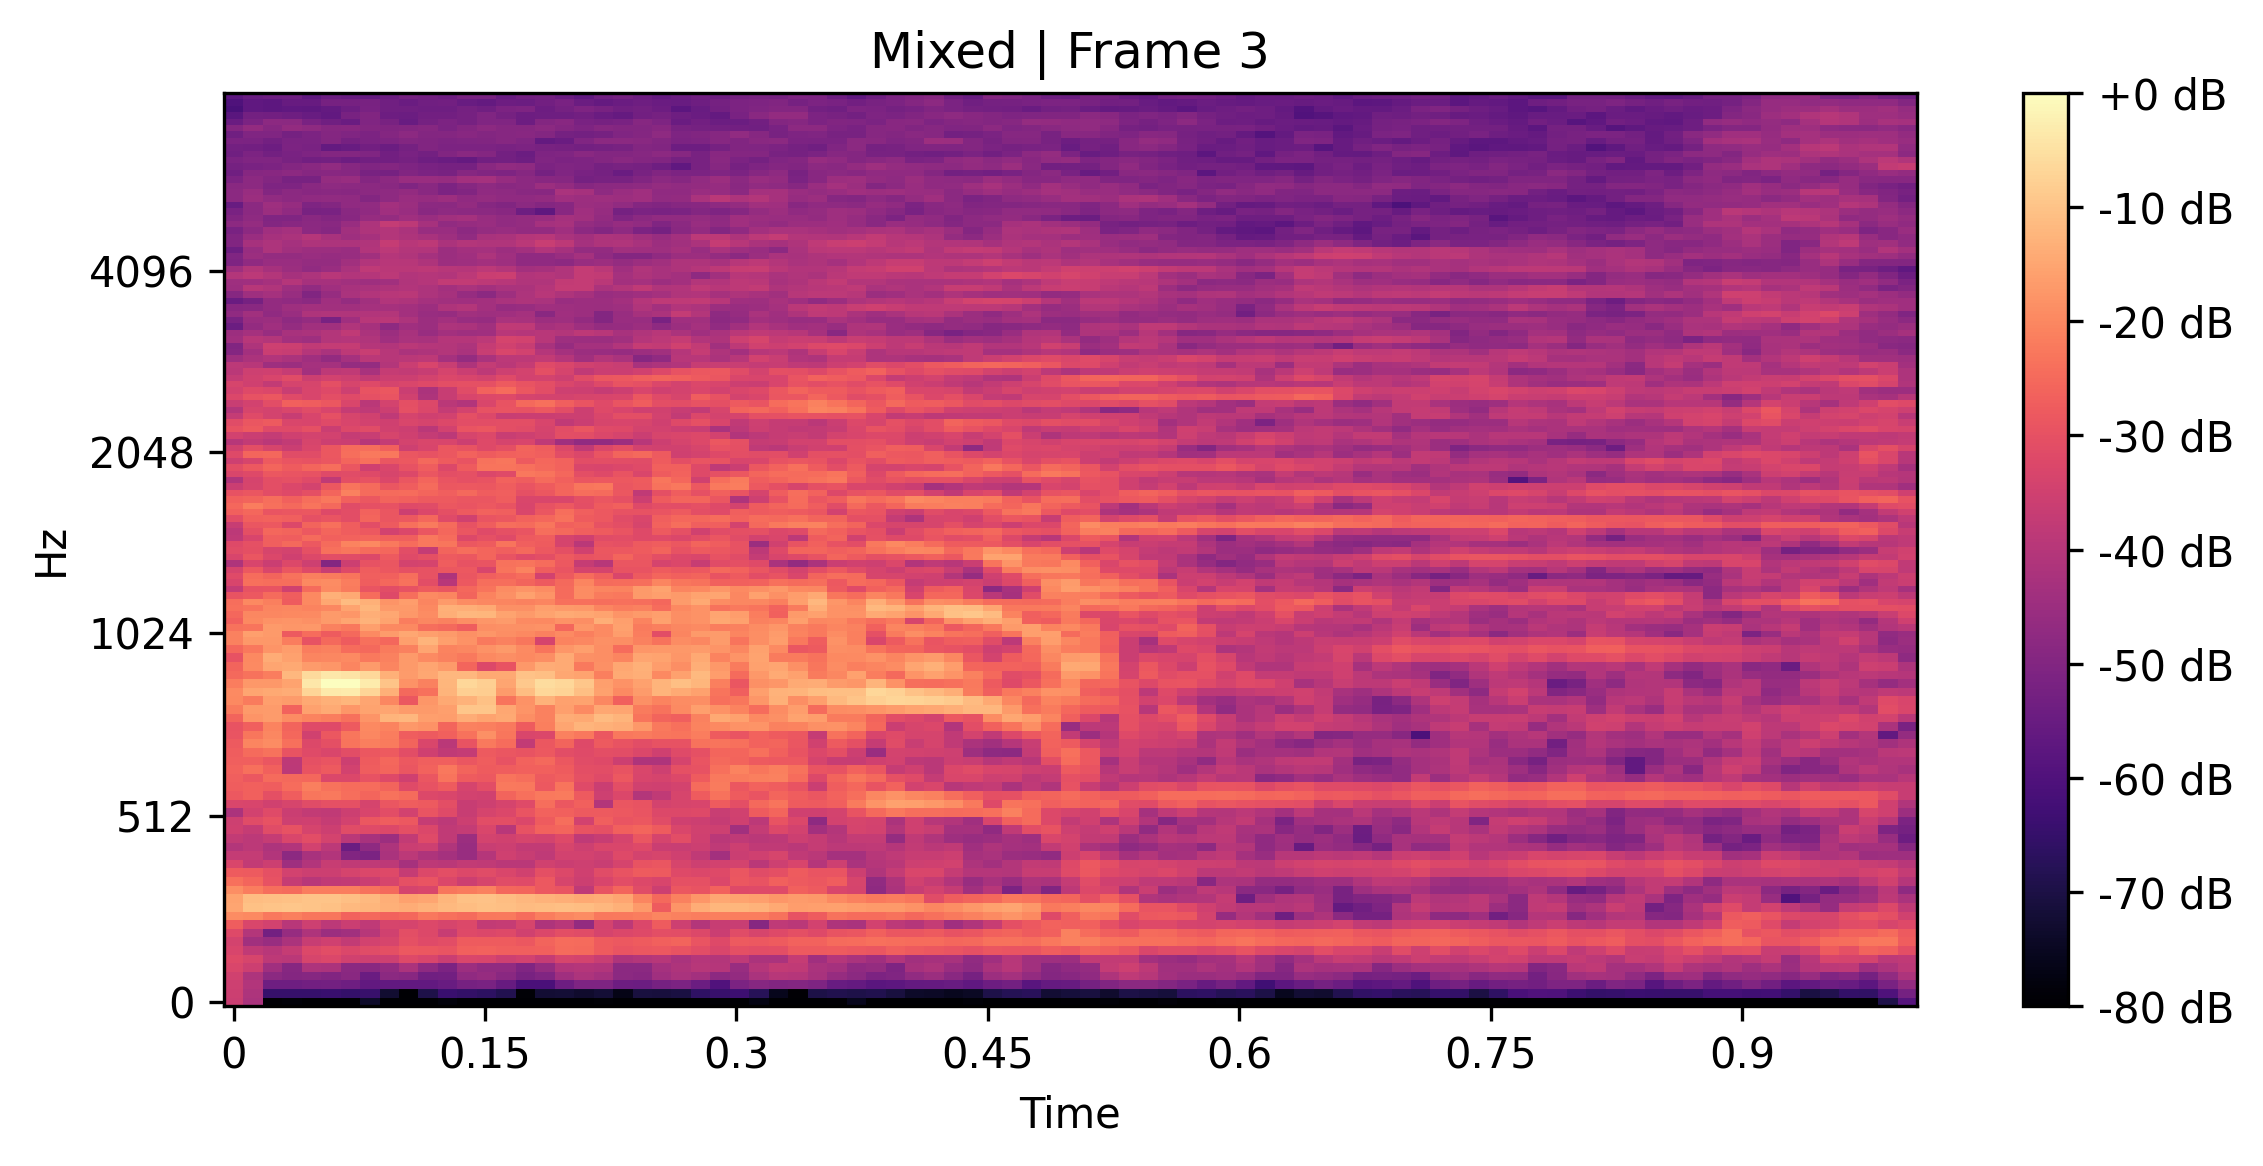 Mixed | Frame 3
Hz
4096
2048
1024
512
0
0 0.15 0.3 0.45 0.6 0.75 0.9
Time
+0 dB
-10 dB
-20 dB
-30 dB
-40 dB
-50 dB
-60 dB
-70 dB
-80 dB